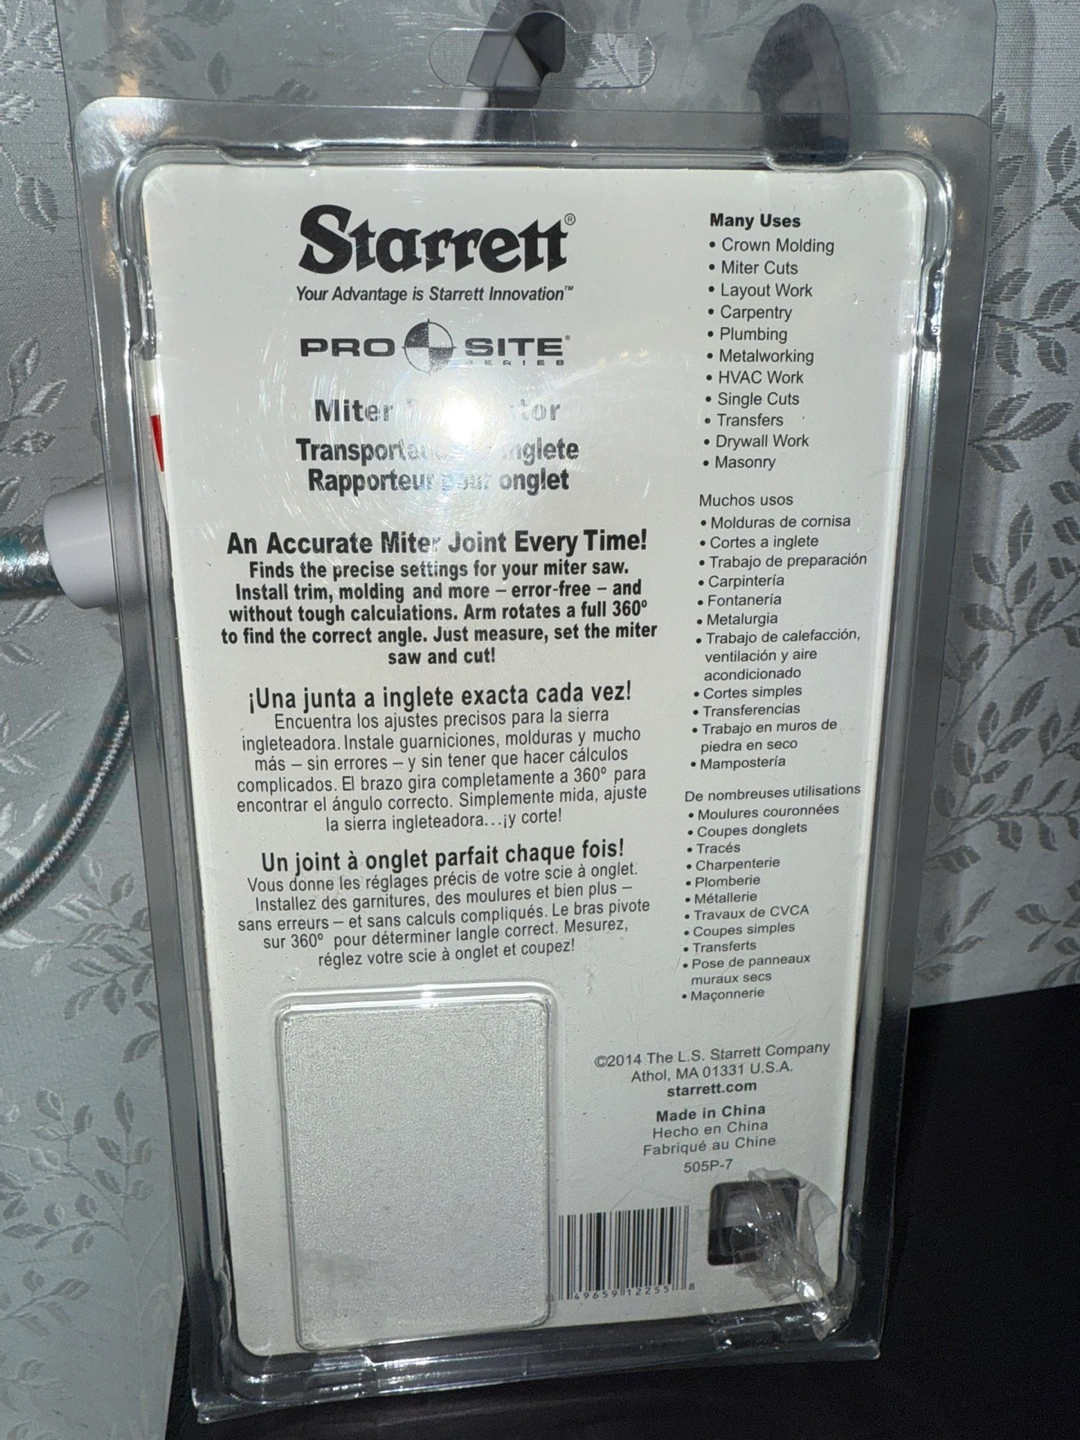 Starrett®
Your Advantage is Starrett Innovation™
PRO SITE®
SERIES
Miter tor
nglete
Rapporteur pour onglet
An Accurate Miter Joint Every Time!
Finds the precise settings for your miter saw.
Install trim, molding and more – error-free – and
without tough calculations. Arm rotates a full 360º
to find the correct angle. Just measure, set the miter
saw and cut!
¡Una junta a inglete exacta cada vez!
Encuentra los ajustes precisos para la sierra
ingleteadora. Instale guarniciones, molduras y mucho
más – sin errores – y sin tener que hacer cálculos
complicados. El brazo gira completamente a 360º para
encontrar el ángulo correcto. Simplemente mida, ajuste
la sierra ingleteadora...¡y corte!
Un joint à onglet parfait chaque fois!
Vous donne les réglages précis de votre scie à onglet.
Installez des garnitures, des moulures et bien plus –
sans erreurs – et sans calculs compliqués. Le bras pivote
sur 360º pour déterminer langle correct. Mesurez,
réglez votre scie à onglet et coupez!
Many Uses
• Crown Molding
• Miter Cuts
• Layout Work
• Carpentry
• Plumbing
• Metalworking
• HVAC Work
• Single Cuts
• Transfers
• Drywall Work
• Masonry
Muchos usos
• Molduras de cornisa
• Cortes a inglete
• Trabajo de preparación
• Carpintería
• Fontanería
• Metalurgia
• Trabajo de calefacción,
ventilación y aire
acondicionado
• Cortes simples
• Transferencias
• Trabajo en muros de
piedra en seco
• Mampostería
De nombreuses utilisations
• Moulures couronnées
• Coupes donglets
• Tracés
• Charpenterie
• Plomberie
• Métallerie
• Travaux de CVCA
• Coupes simples
• Transferts
• Pose de panneaux
muraux secs
• Maçonnerie
©2014 The L.S. Starrett Company
Athol, MA 01331 U.S.A.
starrett.com
Made in China
Hecho en China
Fabriqué au Chine
505P-7
0 49659 12255 8